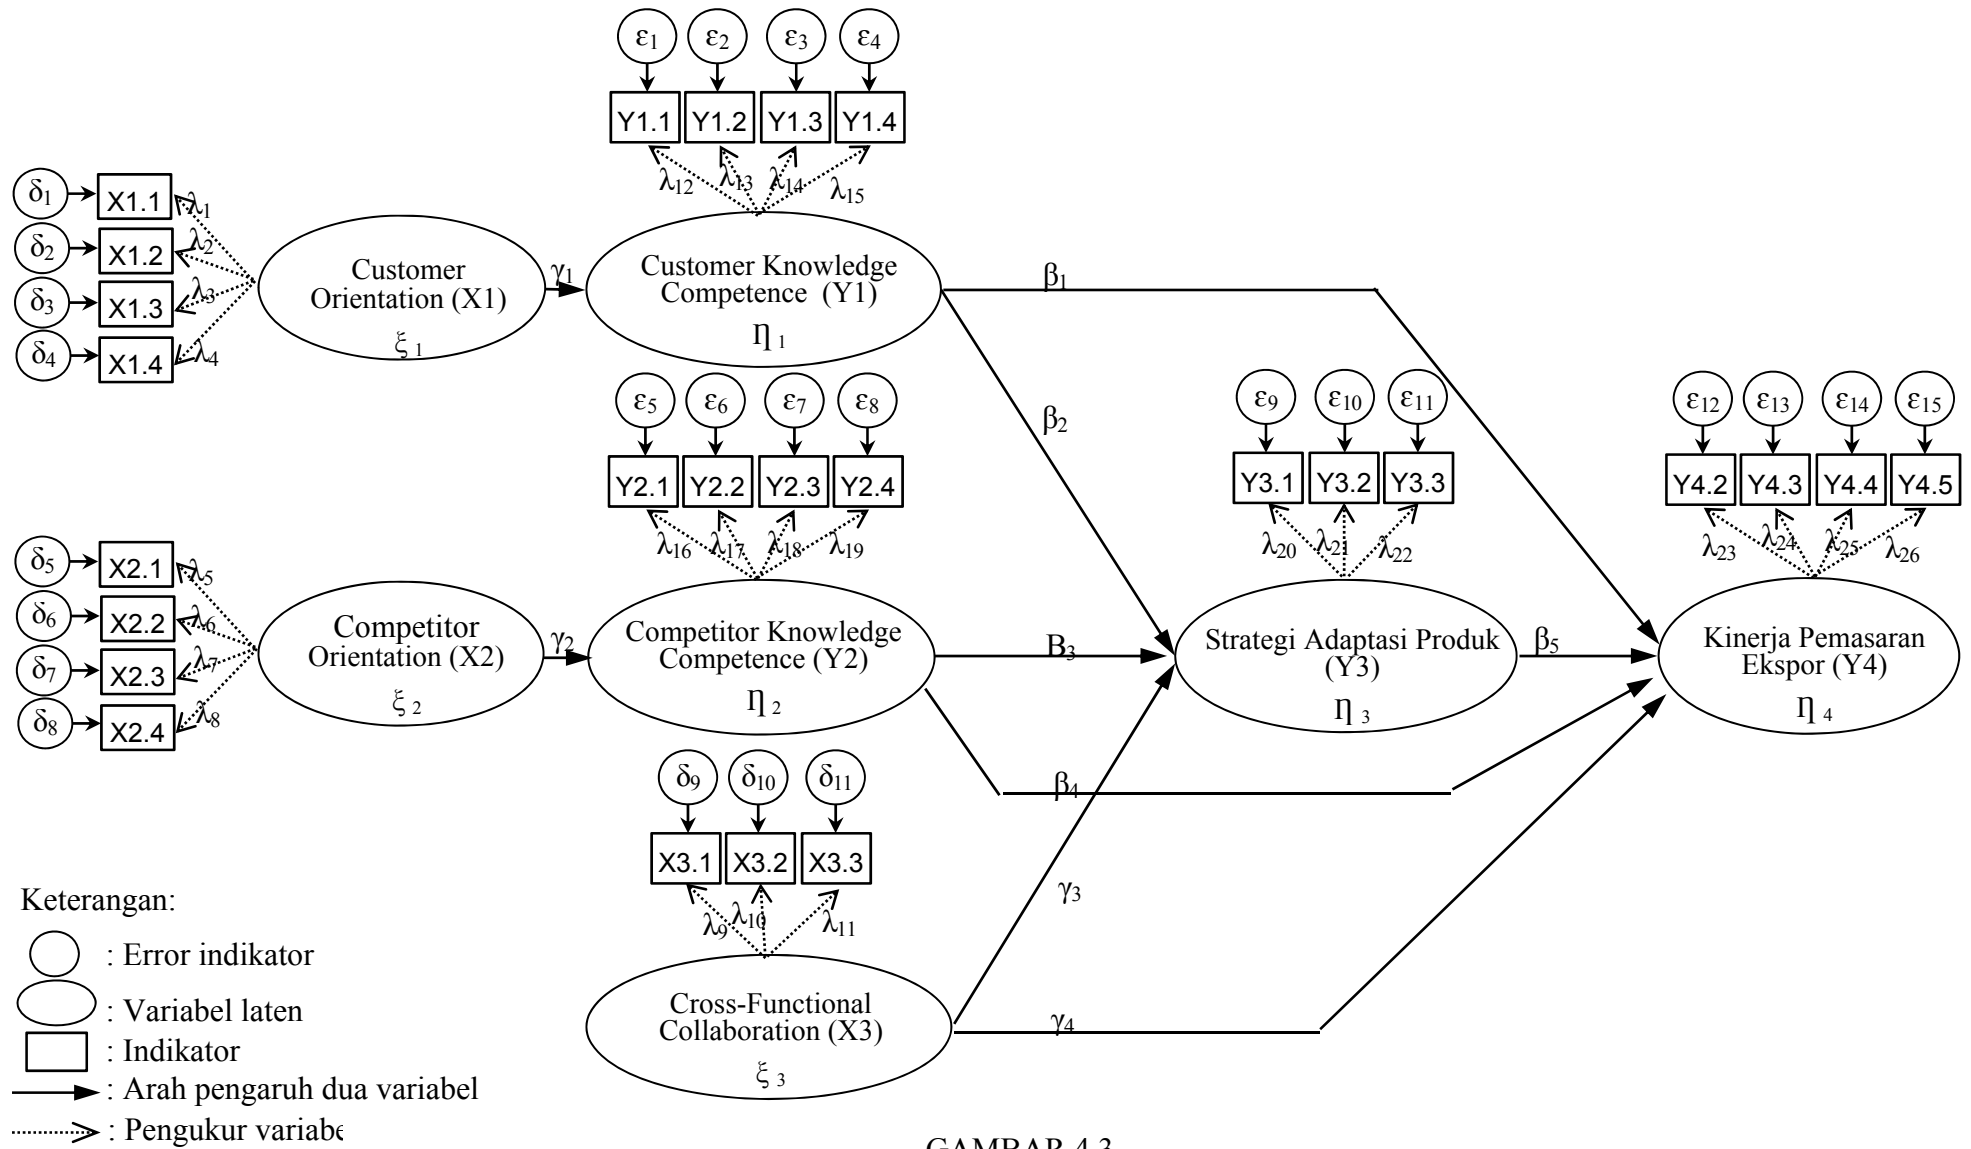 ε1 ε2 ε3 ε4
Y1.1 Y1.2 Y1.3 Y1.4
λ12 λ13 λ14 λ15
δ1 X1.1 λ1
δ2 X1.2 λ2
δ3 X1.3 λ3
δ4 X1.4 λ4
Customer
Orientation (X1)
ξ 1
γ1
Customer Knowledge
Competence (Y1)
η 1
β1
β2
ε5 ε6 ε7 ε8
Y2.1 Y2.2 Y2.3 Y2.4
λ16 λ17 λ18 λ19
ε9 ε10 ε11
Y3.1 Y3.2 Y3.3
λ20 λ21 λ22
ε12 ε13 ε14 ε15
Y4.2 Y4.3 Y4.4 Y4.5
λ23 λ24 λ25 λ26
δ5 X2.1 λ5
δ6 X2.2 λ6
δ7 X2.3 λ7
δ8 X2.4 λ8
Competitor
Orientation (X2)
ξ 2
γ2
Competitor Knowledge
Competence (Y2)
η 2
B3
Strategi Adaptasi Produk
(Y3)
η 3
β5
Kinerja Pemasaran
Ekspor (Y4)
η 4
β4
δ9 δ10 δ11
X3.1 X3.2 X3.3
λ9 λ10 λ11
γ3
Cross-Functional
Collaboration (X3)
ξ 3
γ4
Keterangan:
: Error indikator
: Variabel laten
: Indikator
: Arah pengaruh dua variabel
: Pengukur variabe
GAMBAR 4.3